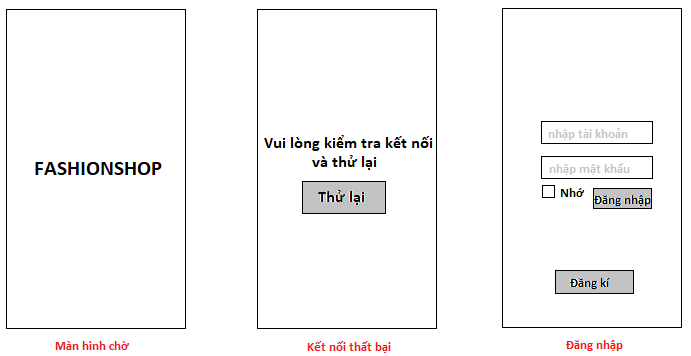 FASHIONSHOP
Màn hình chờ
Vui lòng kiểm tra kết nối
và thử lại
Thử lại
Kết nối thất bại
nhập tài khoản
nhập mật khẩu
Nhớ
Đăng nhập
Đăng kí
Đăng nhập